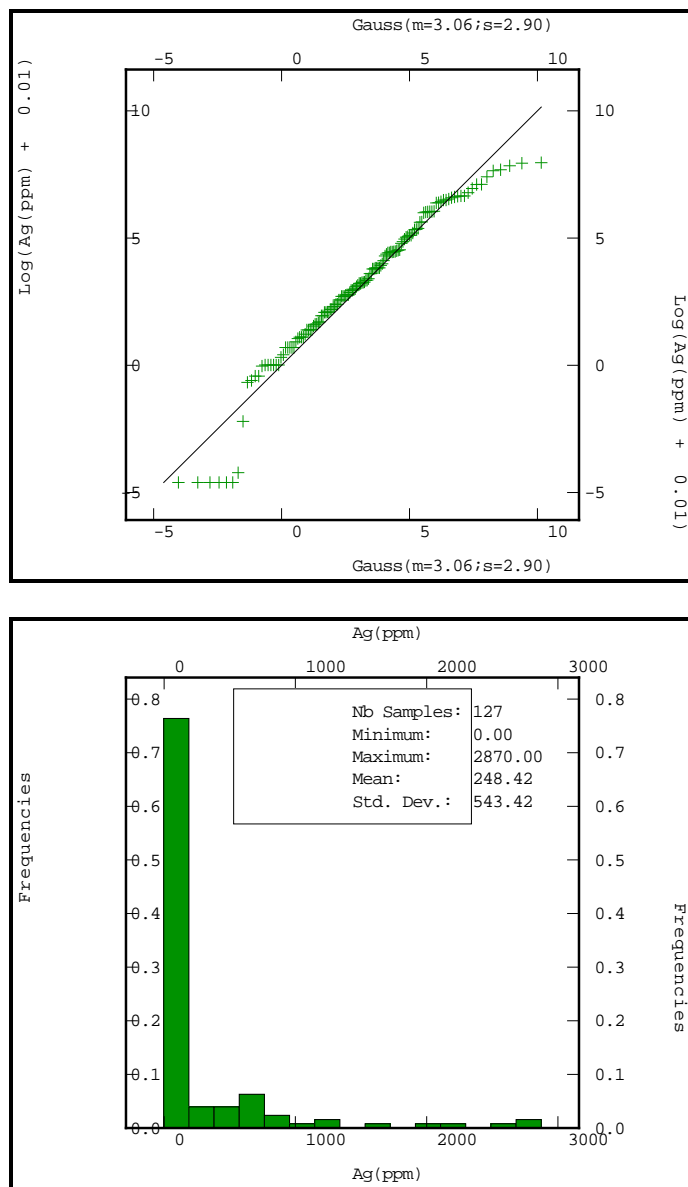 Gauss(m=3.06;s=2.90)
-5 0 5 10
Log(Ag(ppm) + 0.01)
10 10
5 5
0 0
-5 -5
Log(Ag(ppm) + 0.01)
-5 0 5 10
Gauss(m=3.06;s=2.90)
Ag(ppm)
0 1000 2000 3000
Nb Samples: 127
Minimum: 0.00
Maximum: 2870.00
Mean: 248.42
Std. Dev.: 543.42
Frequencies
0.8 0.8
0.7 0.7
0.6 0.6
0.5 0.5
0.4 0.4
0.3 0.3
0.2 0.2
0.1 0.1
0.0 0.0
Frequencies
0 1000 2000 3000
Ag(ppm)